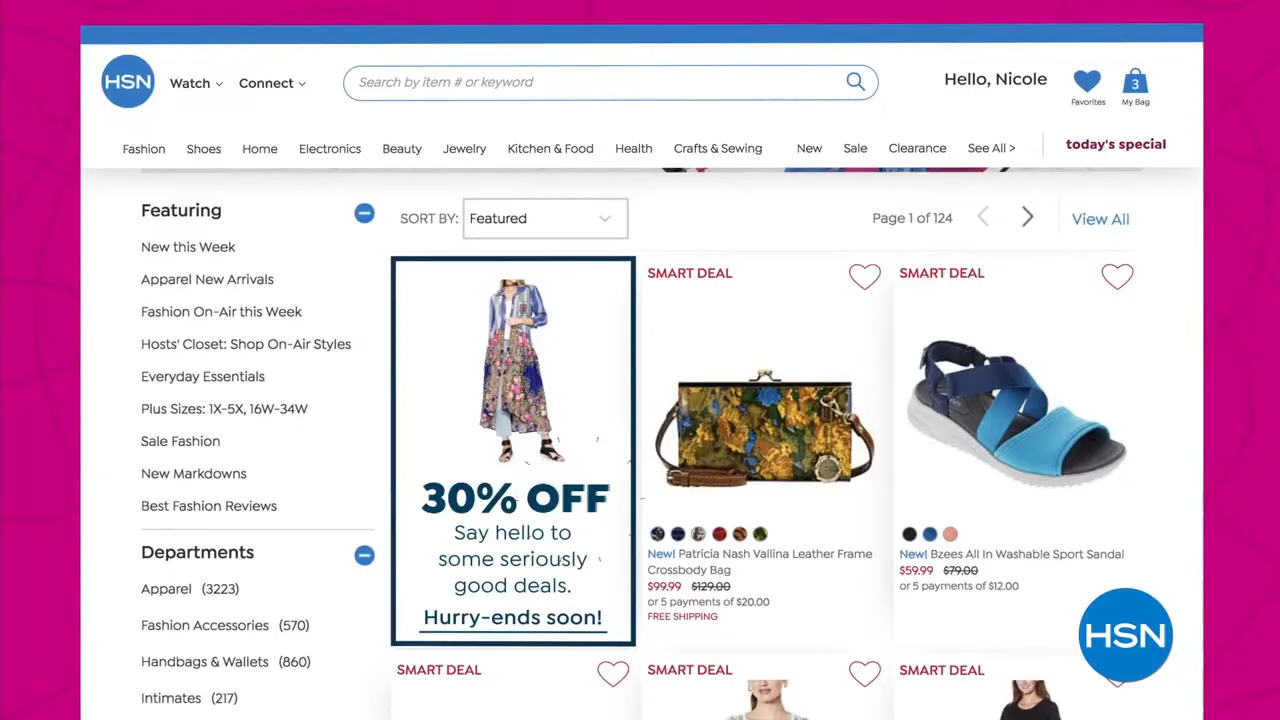 HSN
Watch
Connect
Search by item # or keyword
Hello, Nicole
Favorites
3
My Bag
Fashion
Shoes
Home
Electronics
Beauty
Jewelry
Kitchen & Food
Health
Crafts & Sewing
New
Sale
Clearance
See All >
today's special
Featuring
New this Week
Apparel New Arrivals
Fashion On-Air this Week
Hosts' Closet: Shop On-Air Styles
Everyday Essentials
Plus Sizes: 1X-5X, 16W-34W
Sale Fashion
New Markdowns
Best Fashion Reviews
Departments
Apparel (3223)
Fashion Accessories (570)
Handbags & Wallets (860)
Intimates (217)
SORT BY: Featured
Page 1 of 124
View All
30% OFF
Say hello to
some seriously
good deals.
Hurry-ends soon!
SMART DEAL
New! Patricia Nash Vallina Leather Frame
Crossbody Bag
$99.99 $129.00
or 5 payments of $20.00
FREE SHIPPING
SMART DEAL
New! Bzees All In Washable Sport Sandal
$59.99 $79.00
or 5 payments of $12.00
SMART DEAL
SMART DEAL
SMART DEAL
HSN